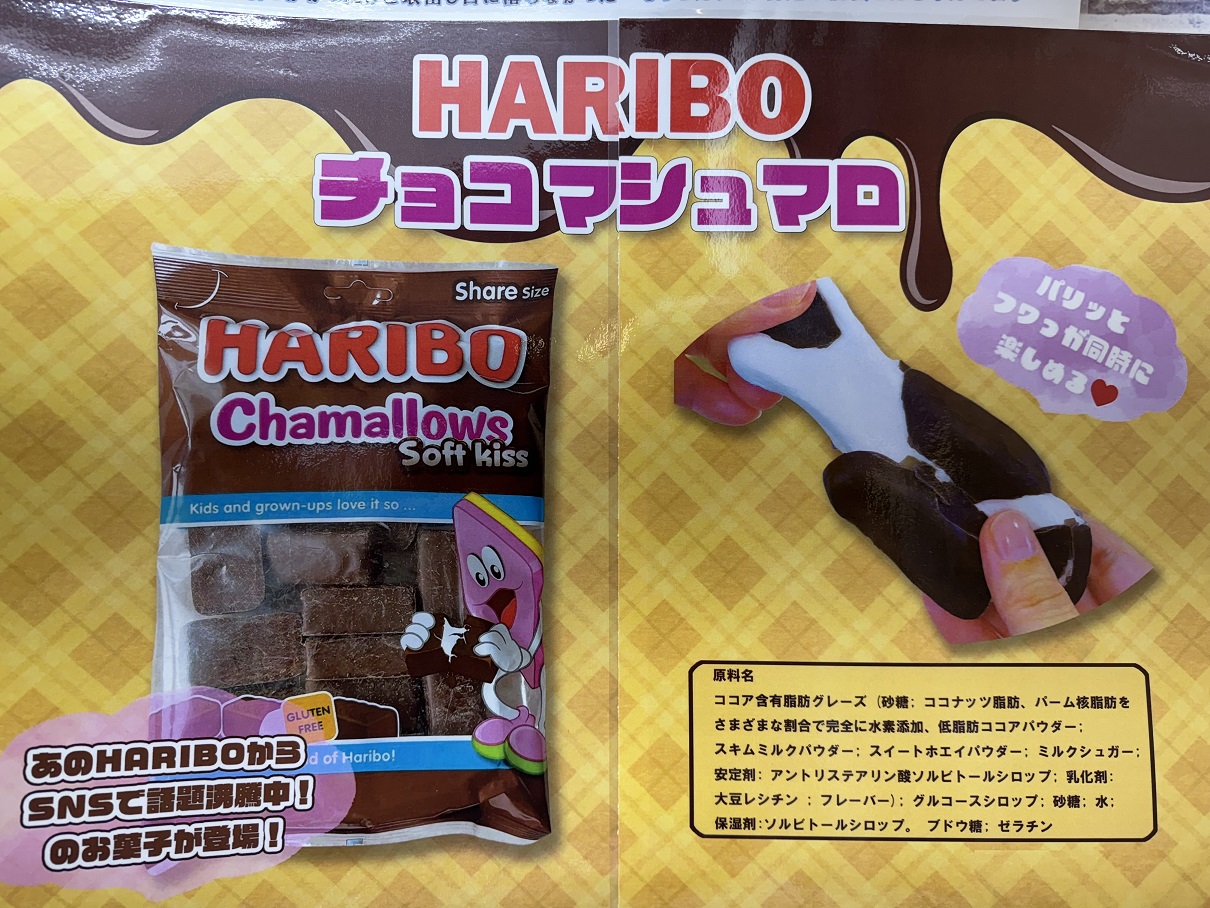 HARIBO
チョコマシュマロ
Share Size
HARIBO
Chamallows
Soft kiss
Kids and grown-ups love it so ...
GLUTEN
FREE
d of Haribo!
あのHARIBOから
SNSで話題沸騰中!
のお菓子が登場!
パリッと
フワっが同時に
楽しめる♥
原料名
ココア含有脂肪グレーズ (砂糖; ココナッツ脂肪、パーム核脂肪を
さまざまな割合で完全に水素添加、低脂肪ココアパウダー;
スキムミルクパウダー; スイートホエイパウダー; ミルクシュガー;
安定剤: アントリステアリン酸ソルビトールシロップ; 乳化剤:
大豆レシチン ; フレーバー); グルコースシロップ; 砂糖; 水;
保湿剤:ソルビトールシロップ。 ブドウ糖; ゼラチン